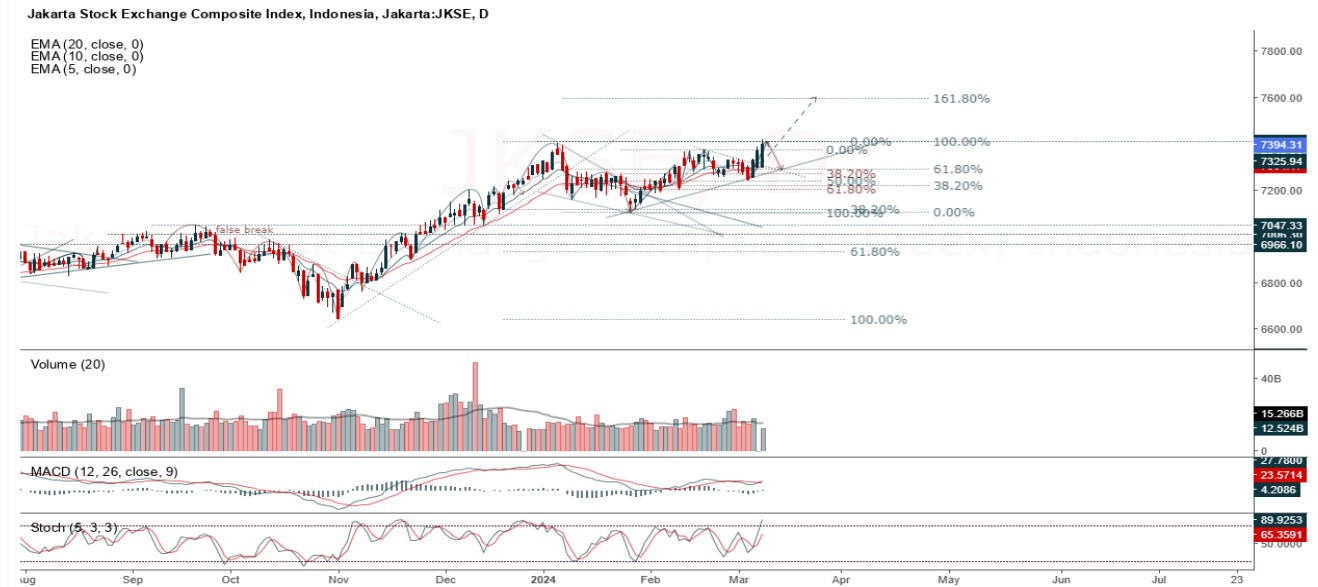 Jakarta Stock Exchange Composite Index, Indonesia, Jakarta:JKSE, D
EMA (20, close, 0)
EMA (10, close, 0)
EMA (5, close, 0)
7800.00
7600.00
161.80%
0.00%
100.00%
7394.31
0.00%
7325.94
38.20%
61.80%
50.00%
38.20%
61.80%
7200.00
38.20%
100.00%
0.00%
false break
7047.33
6966.10
61.80%
6800.00
100.00%
6600.00
Volume (20)
40B
15.266B
12.524B
0
MACD (12, 26, close, 9)
27.7800
23.5714
4.2086
Stoch (5, 3, 3)
89.9253
65.3591
50.0000
Aug Sep Oct Nov Dec 2024 Feb Mar Apr May Jun Jul 23